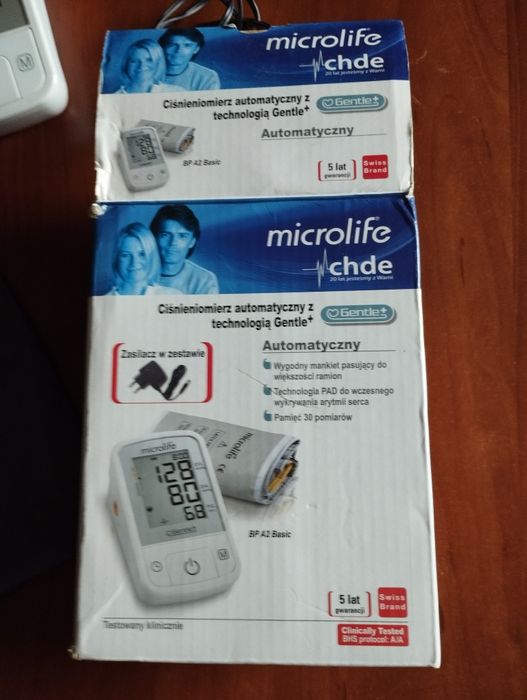 M
microlife
chde
20 lat jesteśmy z Wami
Ciśnieniomierz automatyczny z
technologią Gentle+
Gentle+
Automatyczny
BP A2 Basic
5 lat
gwarancji
Swiss
Brand
microlife
chde
20 lat jesteśmy z Wami
Ciśnieniomierz automatyczny z
technologią Gentle+
Gentle+
Automatyczny
Zasilacz w zestawie
Wygodny mankiet pasujący do
większości ramion
Technologia PAD do wczesnego
wykrywania arytmii serca
Pamięć 30 pomiarów
microlife
microlife
128
80
68
M
BP A2 Basic
5 lat
gwarancji
Swiss
Brand
Testowany klinicznie
Clinically Tested
BHS protocol: A/A